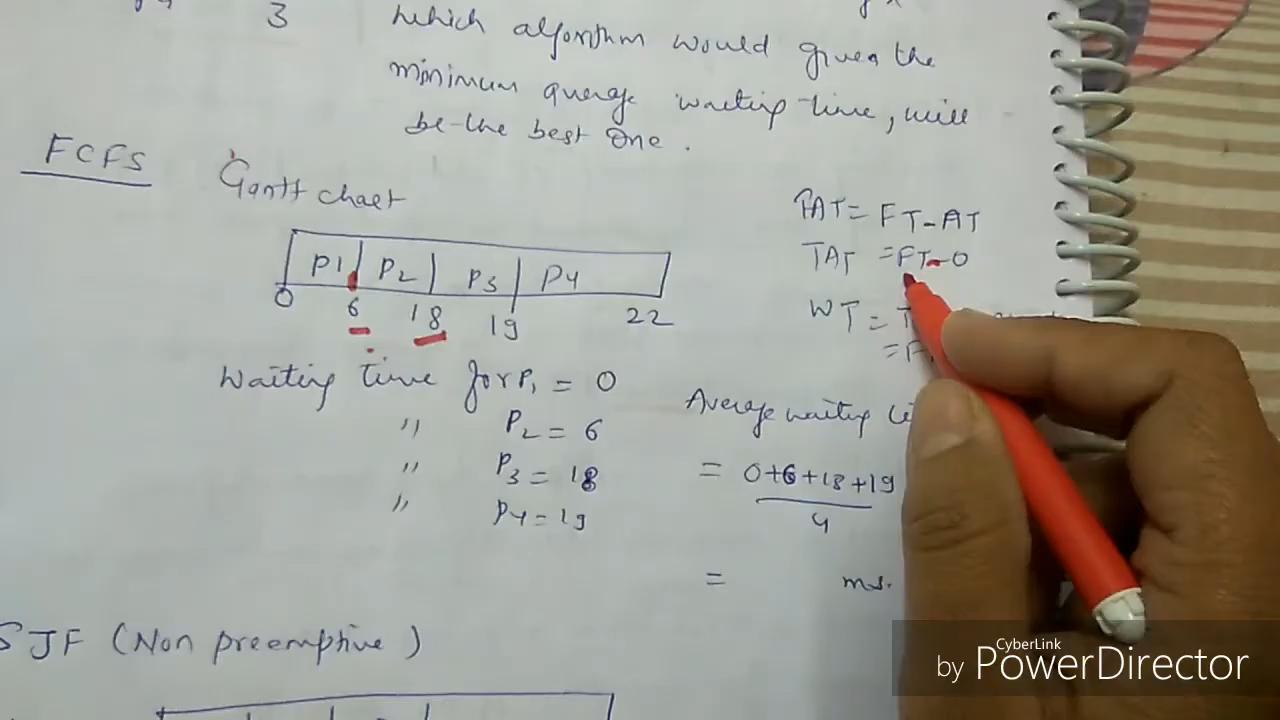 3
which algorithm would given the
minimum average waiting time, will
be the best one.
FCFS
Gantt chart
P1 P2 P3 P4
0 6 18 19 22
TAT = FT - AT
TAT = FT - 0
WT = T
= F
Waiting time for P1 = 0
" P2 = 6
" P3 = 18
" P4 = 19
Average waiting
= 0+6+18+19
4
= ms.
SJF (Non preemptive)
CyberLink
by PowerDirector